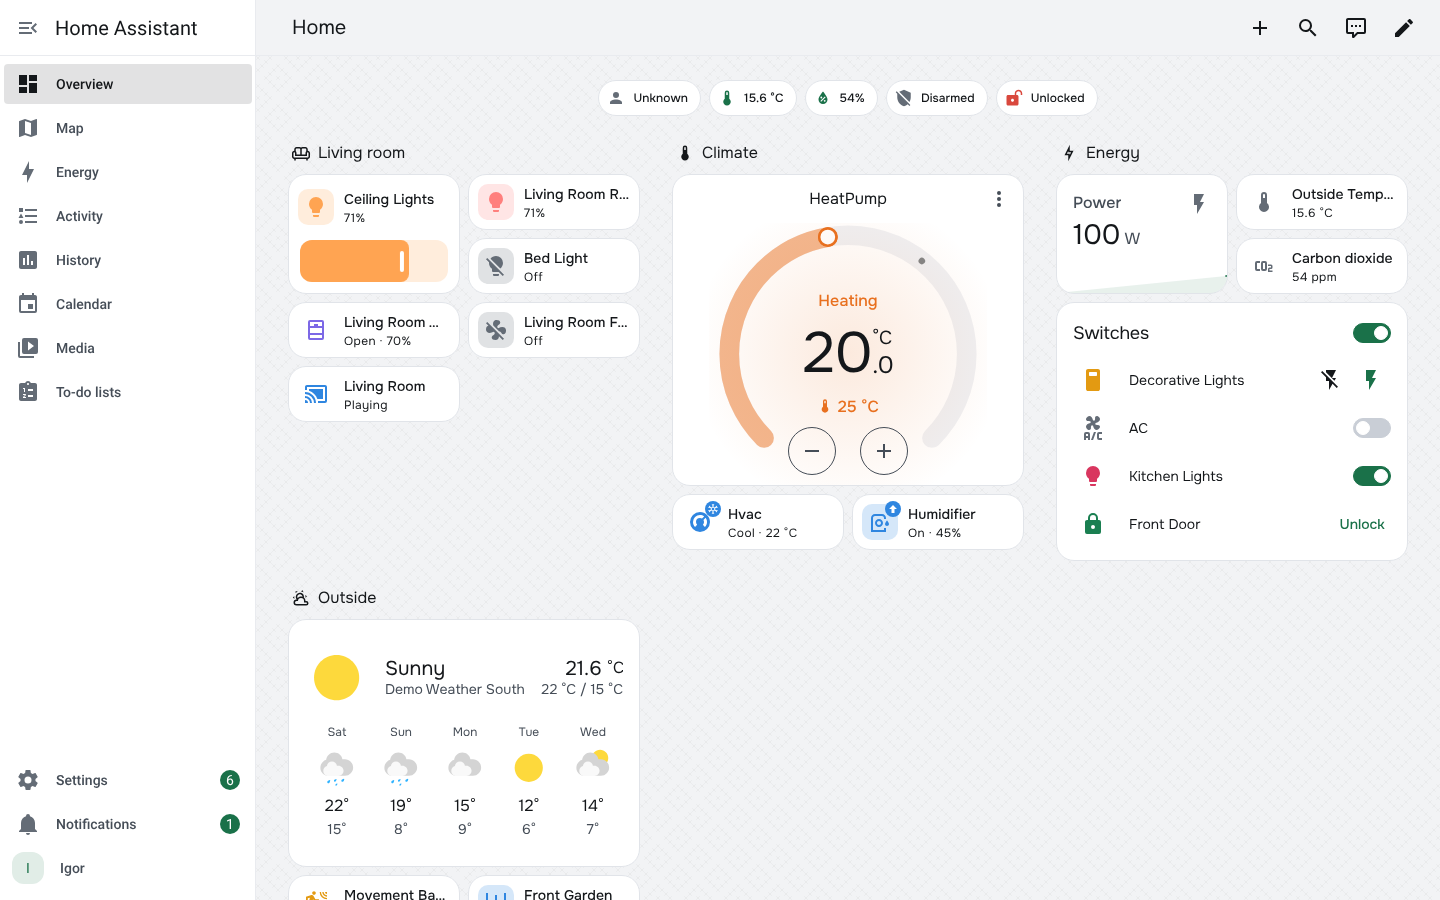 Home Assistant
Overview
Map
Energy
Activity
History
Calendar
Media
To-do lists
Settings
6
Notifications
1
I
Igor
Home
Unknown
15.6 °C
54%
Disarmed
Unlocked
Living room
Ceiling Lights
71%
Living Room R...
71%
Bed Light
Off
Living Room ...
Open · 70%
Living Room F...
Off
Living Room
Playing
Climate
HeatPump
Heating
20.0 °C
25 °C
Hvac
Cool · 22 °C
Humidifier
On · 45%
Energy
Power
100 W
Outside Temp...
15.6 °C
CO2
Carbon dioxide
54 ppm
Switches
Decorative Lights
A/C
AC
Kitchen Lights
Front Door
Unlock
Outside
Sunny
21.6 °C
Demo Weather South
22 °C / 15 °C
Sat Sun Mon Tue Wed
22° 19° 15° 12° 14°
15° 8° 9° 6° 7°
Movement Ba...
Front Garden